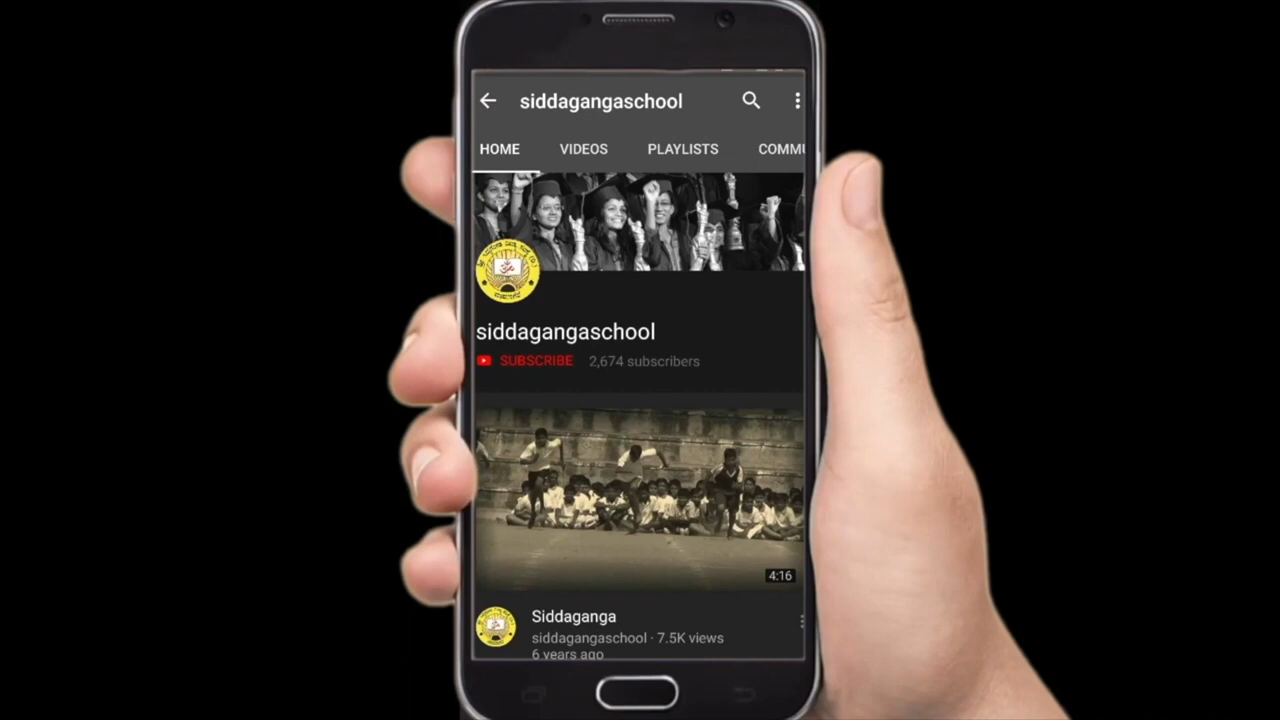 siddagangaschool
HOME VIDEOS PLAYLISTS COMMU
siddagangaschool
SUBSCRIBE 2,674 subscribers
4:16
Siddaganga
siddagangaschool · 7.5K views
6 years ago